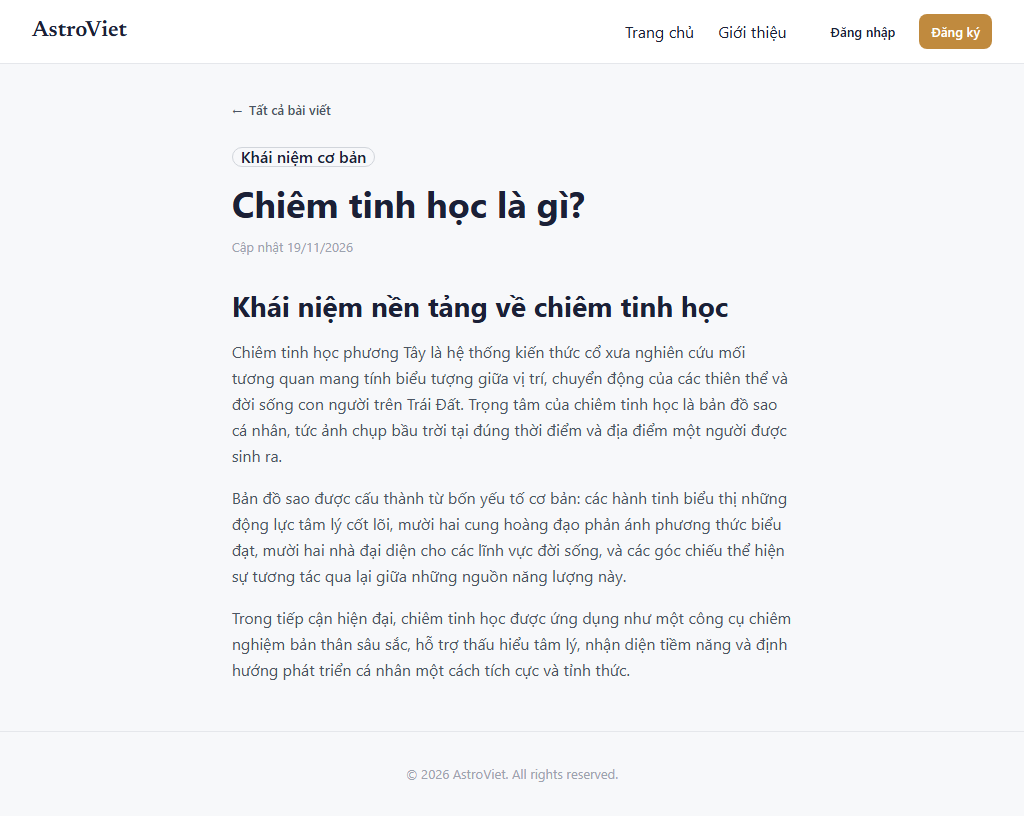 AstroViet
Trang chủ
Giới thiệu
Đăng nhập
Đăng ký
← Tất cả bài viết
Khái niệm cơ bản
Chiêm tinh học là gì?
Cập nhật 19/11/2026
Khái niệm nền tảng về chiêm tinh học
Chiêm tinh học phương Tây là hệ thống kiến thức cổ xưa nghiên cứu mối
tương quan mang tính biểu tượng giữa vị trí, chuyển động của các thiên thể và
đời sống con người trên Trái Đất. Trọng tâm của chiêm tinh học là bản đồ sao
cá nhân, tức ảnh chụp bầu trời tại đúng thời điểm và địa điểm một người được
sinh ra.
Bản đồ sao được cấu thành từ bốn yếu tố cơ bản: các hành tinh biểu thị những
động lực tâm lý cốt lõi, mười hai cung hoàng đạo phản ánh phương thức biểu
đạt, mười hai nhà đại diện cho các lĩnh vực đời sống, và các góc chiếu thể hiện
sự tương tác qua lại giữa những nguồn năng lượng này.
Trong tiếp cận hiện đại, chiêm tinh học được ứng dụng như một công cụ chiêm
nghiệm bản thân sâu sắc, hỗ trợ thấu hiểu tâm lý, nhận diện tiềm năng và định
hướng phát triển cá nhân một cách tích cực và tỉnh thức.
© 2026 AstroViet. All rights reserved.